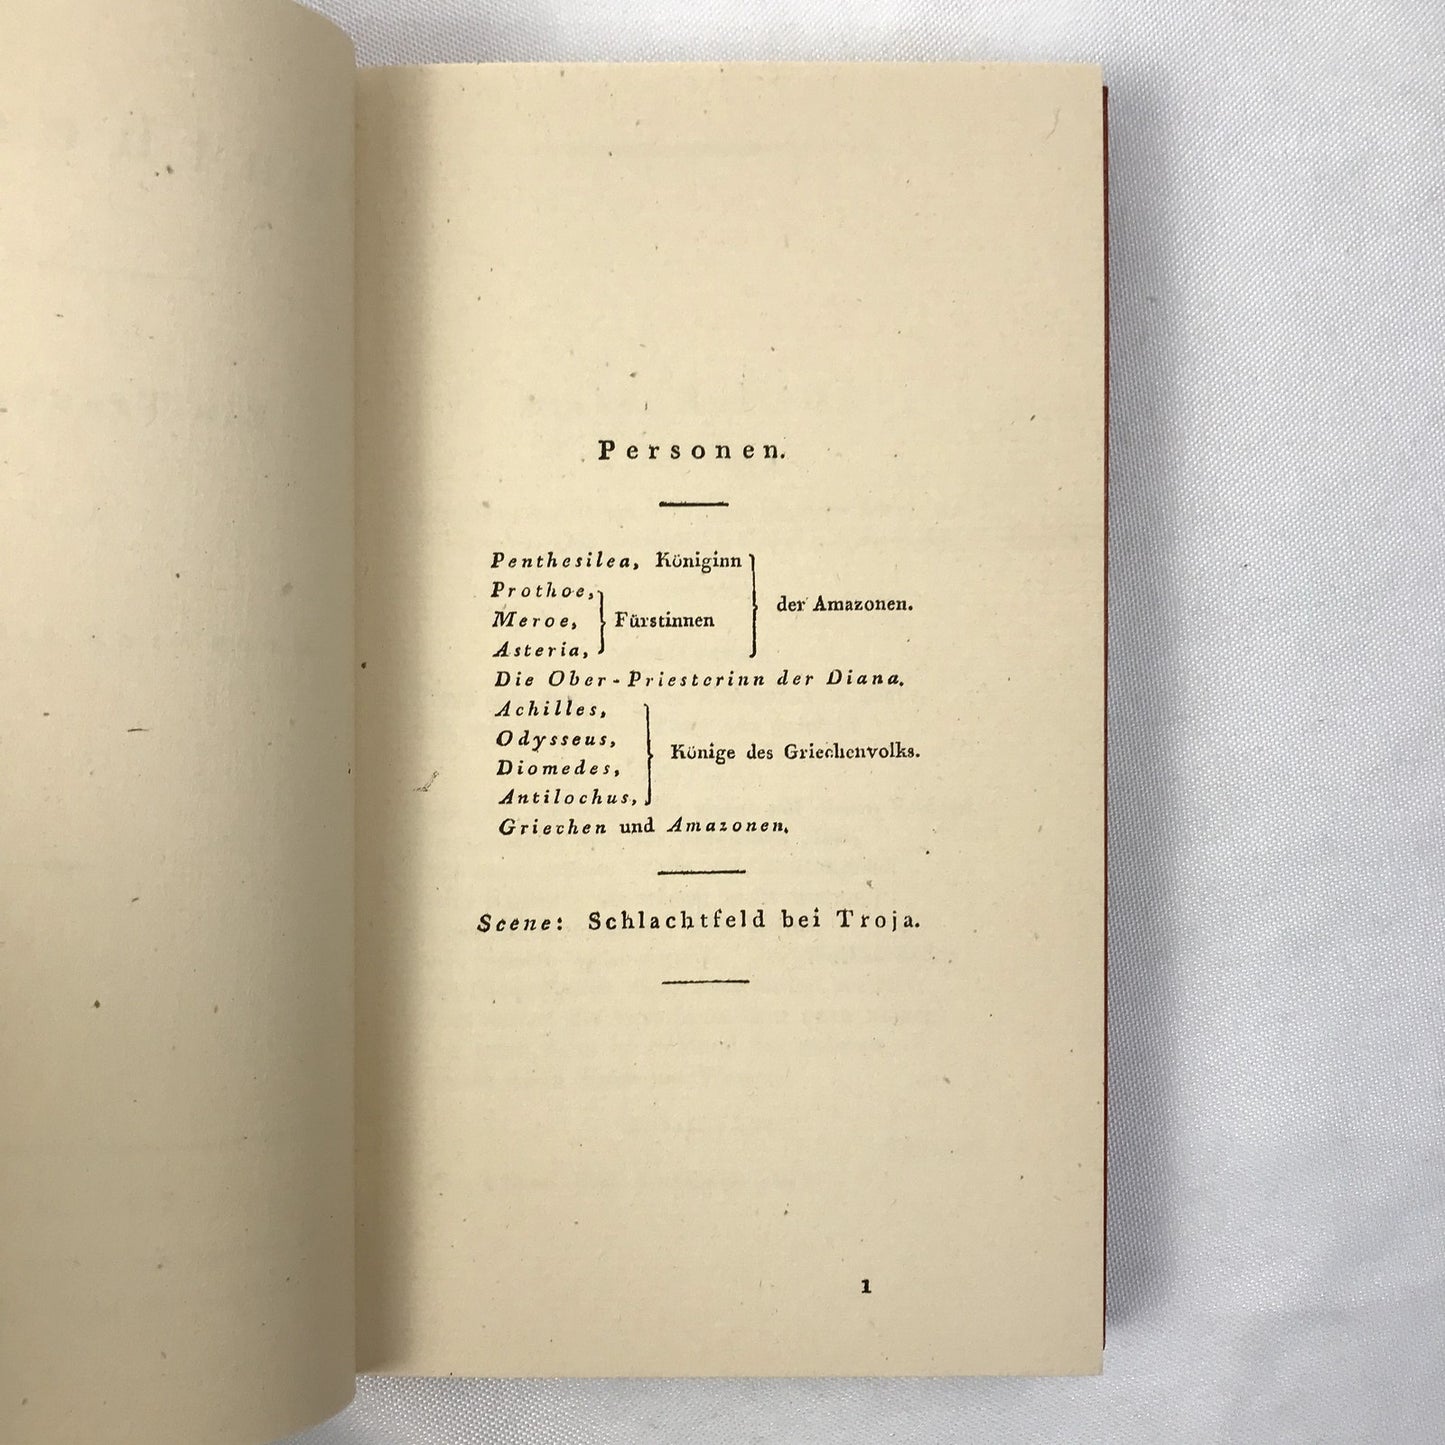 Personen.
Penthesilea, Königinn
Prothoe,
Meroe, Fürstinnen der Amazonen.
Asteria,
Die Ober-Priesterinn der Diana.
Achilles,
Odysseus,
Diomedes, Könige des Griechenvolks.
Antilochus,
Griechen und Amazonen.
Scene: Schlachtfeld bei Troja.
1